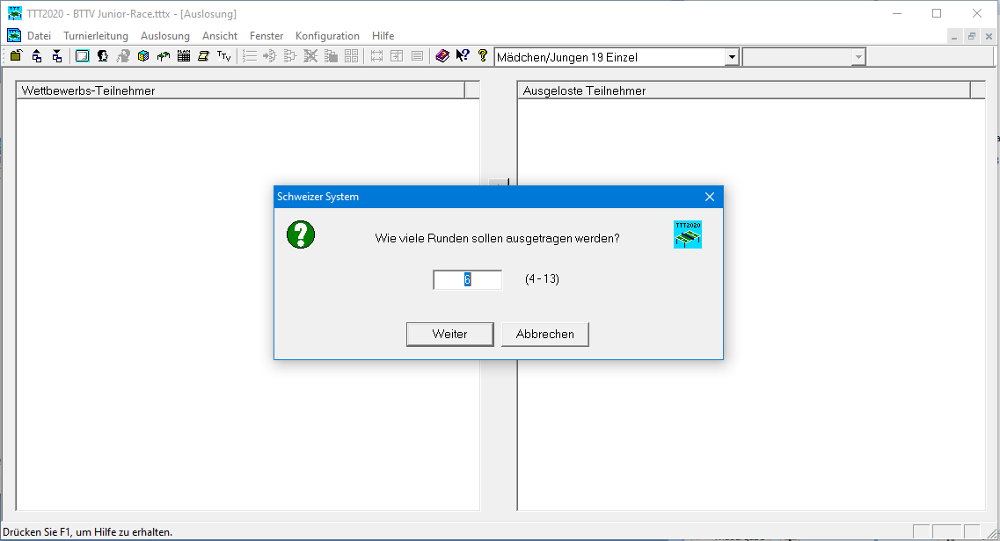 TTT2020 - BTTV Junior-Race.tttx - [Auslosung]
Datei Turnierleitung Auslosung Ansicht Fenster Konfiguration Hilfe
Mädchen/Jungen 19 Einzel
Wettbewerbs-Teilnehmer
Ausgeloste Teilnehmer
Schweizer System
Wie viele Runden sollen ausgetragen werden?
TTT2020
6 (4 - 13)
Weiter Abbrechen
Drücken Sie F1, um Hilfe zu erhalten.